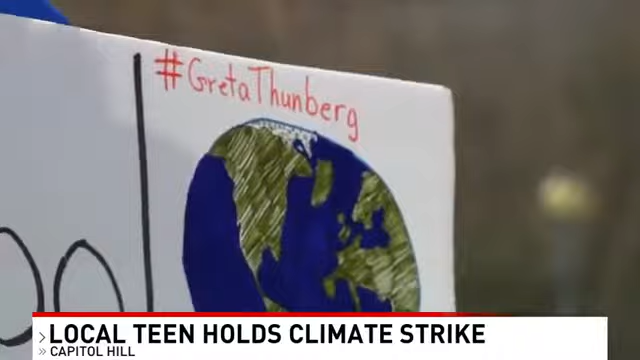 #GretaThunberg
LOCAL TEEN HOLDS CLIMATE STRIKE
CAPITOL HILL